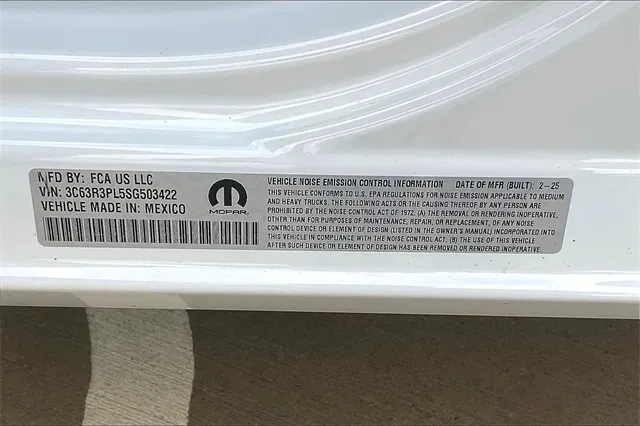 MFD BY: FCA US LLC
VIN: 3C63R3PL5SG503422
VEHICLE MADE IN: MEXICO
MOPAR
VEHICLE NOISE EMISSION CONTROL INFORMATION DATE OF MFR (BUILT): 2-25
THIS VEHICLE CONFORMS TO U.S. EPA REGULATIONS FOR NOISE EMISSION APPLICABLE TO MEDIUM
AND HEAVY TRUCKS. THE FOLLOWING ACTS OR THE CAUSING THEREOF BY ANY PERSON ARE
PROHIBITED BY THE NOISE CONTROL ACT OF 1972: (A) THE REMOVAL OR RENDERING INOPERATIVE,
OTHER THAN FOR PURPOSES OF MAINTENANCE, REPAIR, OR REPLACEMENT, OF ANY NOISE
CONTROL DEVICE OR ELEMENT OF DESIGN (LISTED IN THE OWNER'S MANUAL) INCORPORATED INTO
THIS VEHICLE IN COMPLIANCE WITH THE NOISE CONTROL ACT; (B) THE USE OF THIS VEHICLE
AFTER SUCH DEVICE OR ELEMENT OF DESIGN HAS BEEN REMOVED OR RENDERED INOPERATIVE.